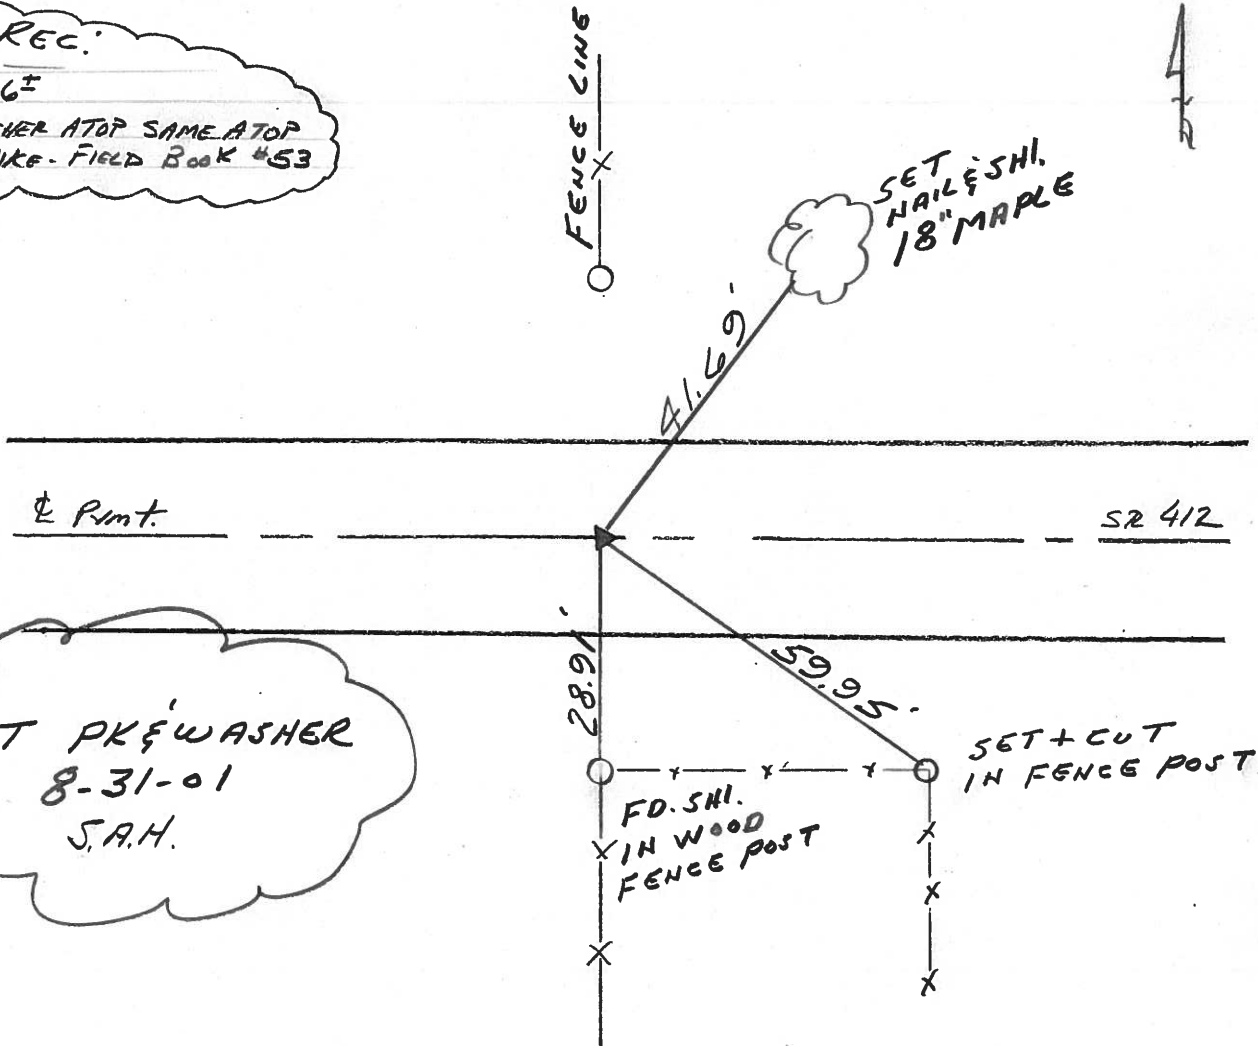 REC:
6±
ATOP SAME ATOP
FIELD BOOK #53
FENCE LINE
SET
NAIL & SHI.
18" MAPLE
41.69'
℄ Pvmt.
SR 412
28.91'
59.95'
PK & WASHER
8-31-01
S.A.H.
SET + CUT
IN FENCE POST
FD. SHI.
IN WOOD
FENCE POST